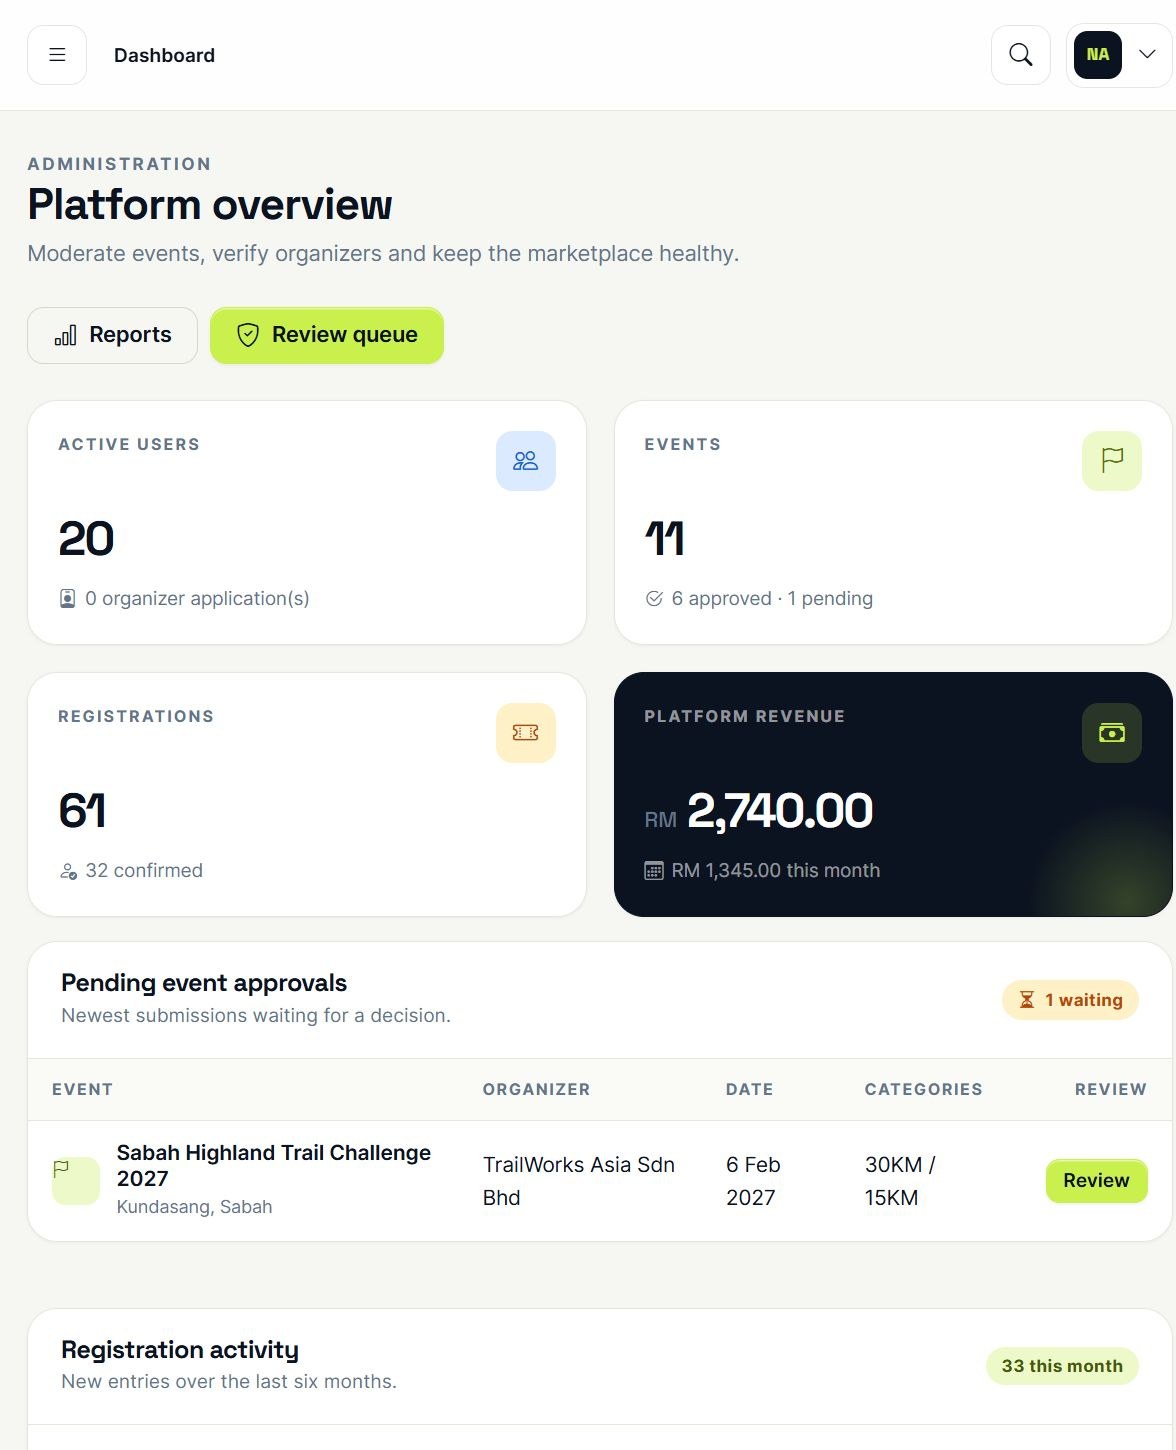 Dashboard
NA
ADMINISTRATION
Platform overview
Moderate events, verify organizers and keep the marketplace healthy.
Reports
Review queue
ACTIVE USERS
20
0 organizer application(s)
EVENTS
11
6 approved · 1 pending
REGISTRATIONS
61
32 confirmed
PLATFORM REVENUE
RM 2,740.00
RM 1,345.00 this month
Pending event approvals
Newest submissions waiting for a decision.
1 waiting
EVENT ORGANIZER DATE CATEGORIES REVIEW
Sabah Highland Trail Challenge
2027
Kundasang, Sabah
TrailWorks Asia Sdn
Bhd
6 Feb
2027
30KM /
15KM
Review
Registration activity
New entries over the last six months.
33 this month